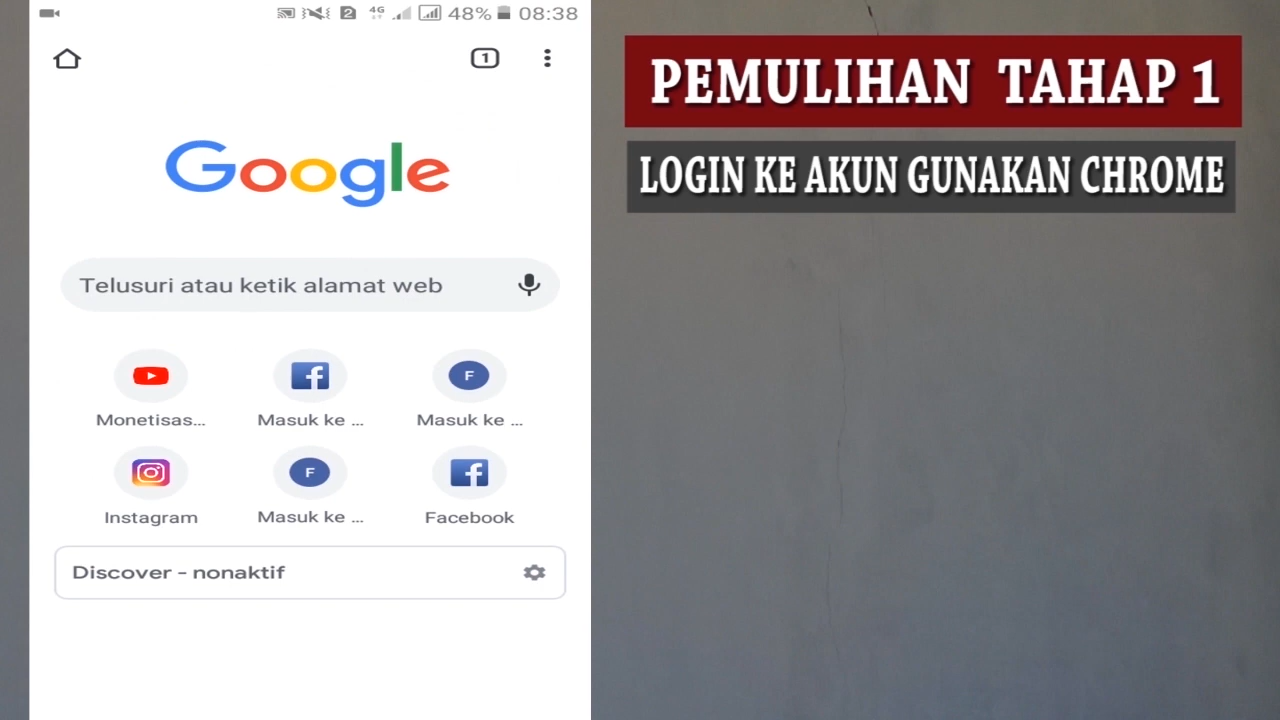 48% 08:38
1
Google
Telusuri atau ketik alamat web
Monetisas... Masuk ke ... Masuk ke ...
Instagram Masuk ke ... Facebook
Discover - nonaktif
PEMULIHAN TAHAP 1
LOGIN KE AKUN GUNAKAN CHROME